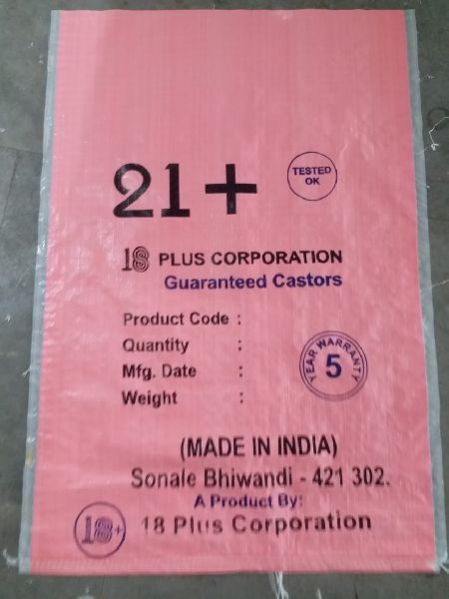 21+
TESTED
OK
18 PLUS CORPORATION
Guaranteed Castors
Product Code :
Quantity :
Mfg. Date :
Weight :
YEAR WARRANTY
5
(MADE IN INDIA)
Sonale Bhiwandi - 421 302.
A Product By:
18+
18 Plus Corporation